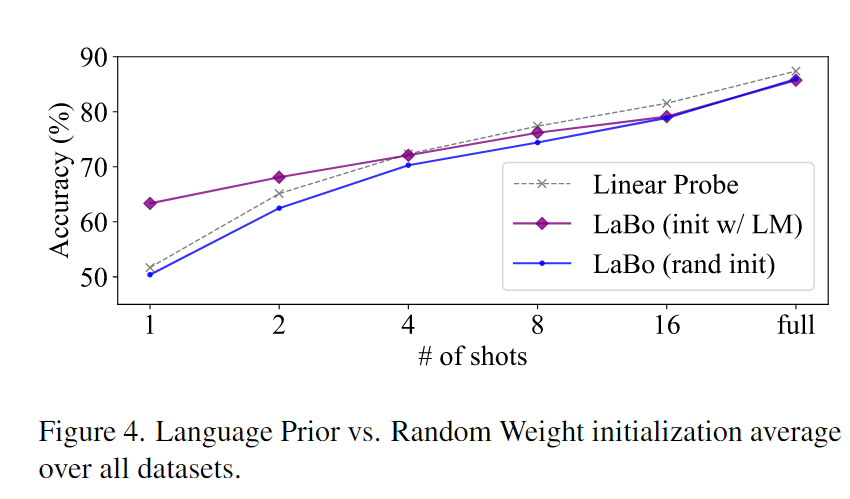 90
80
70
60
50
Accuracy (%)
Linear Probe
LaBo (init w/ LM)
LaBo (rand init)
1 2 4 8 16 full
# of shots
Figure 4. Language Prior vs. Random Weight initialization average
over all datasets.